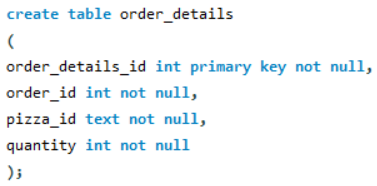 create table order_details
(
order_details_id int primary key not null,
order_id int not null,
pizza_id text not null,
quantity int not null
);